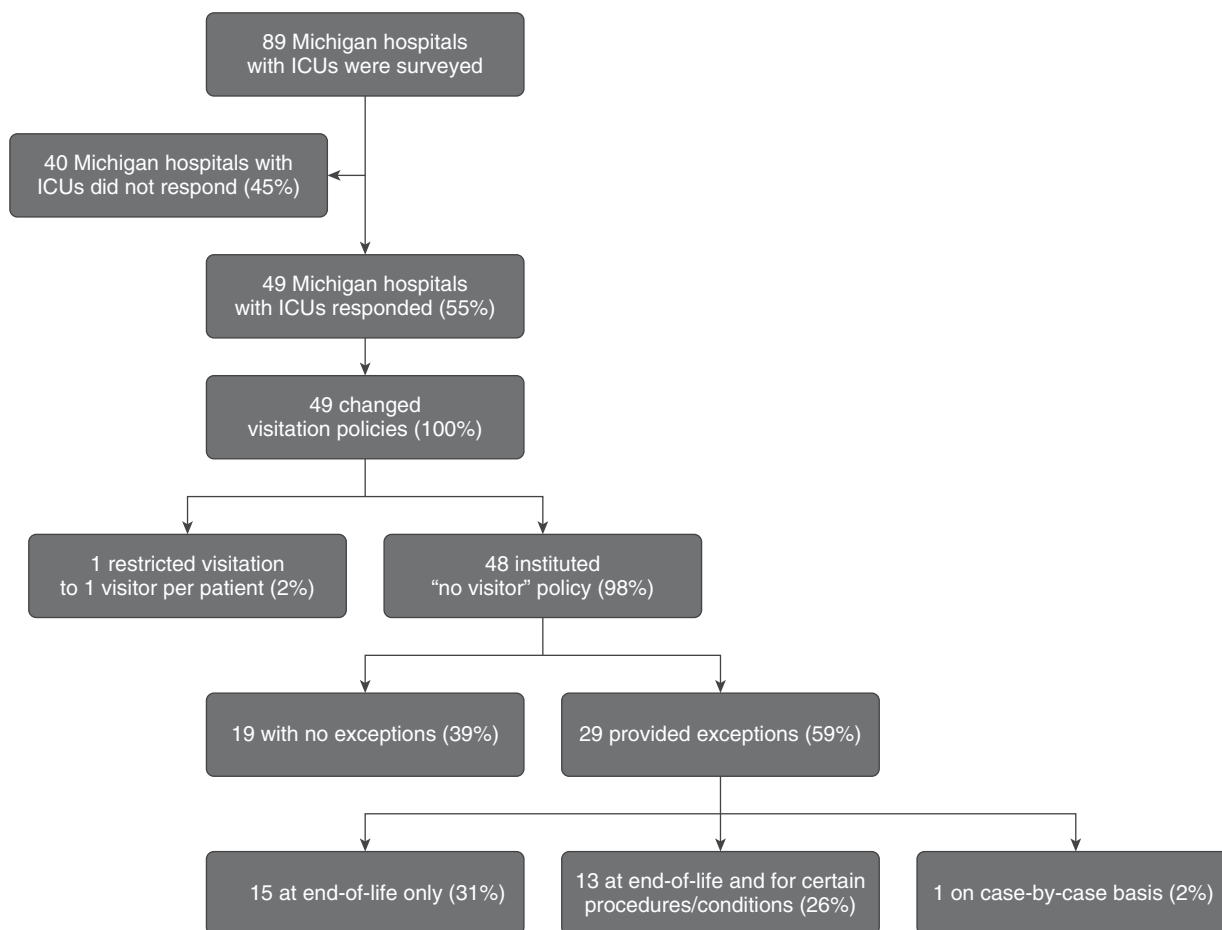 89 Michigan hospitals
with ICUs were surveyed
40 Michigan hospitals with
ICUs did not respond (45%)
49 Michigan hospitals
with ICUs responded (55%)
49 changed
visitation policies (100%)
1 restricted visitation
to 1 visitor per patient (2%)
48 instituted
“no visitor” policy (98%)
19 with no exceptions (39%)
29 provided exceptions (59%)
15 at end-of-life only (31%)
13 at end-of-life and for certain
procedures/conditions (26%)
1 on case-by-case basis (2%)